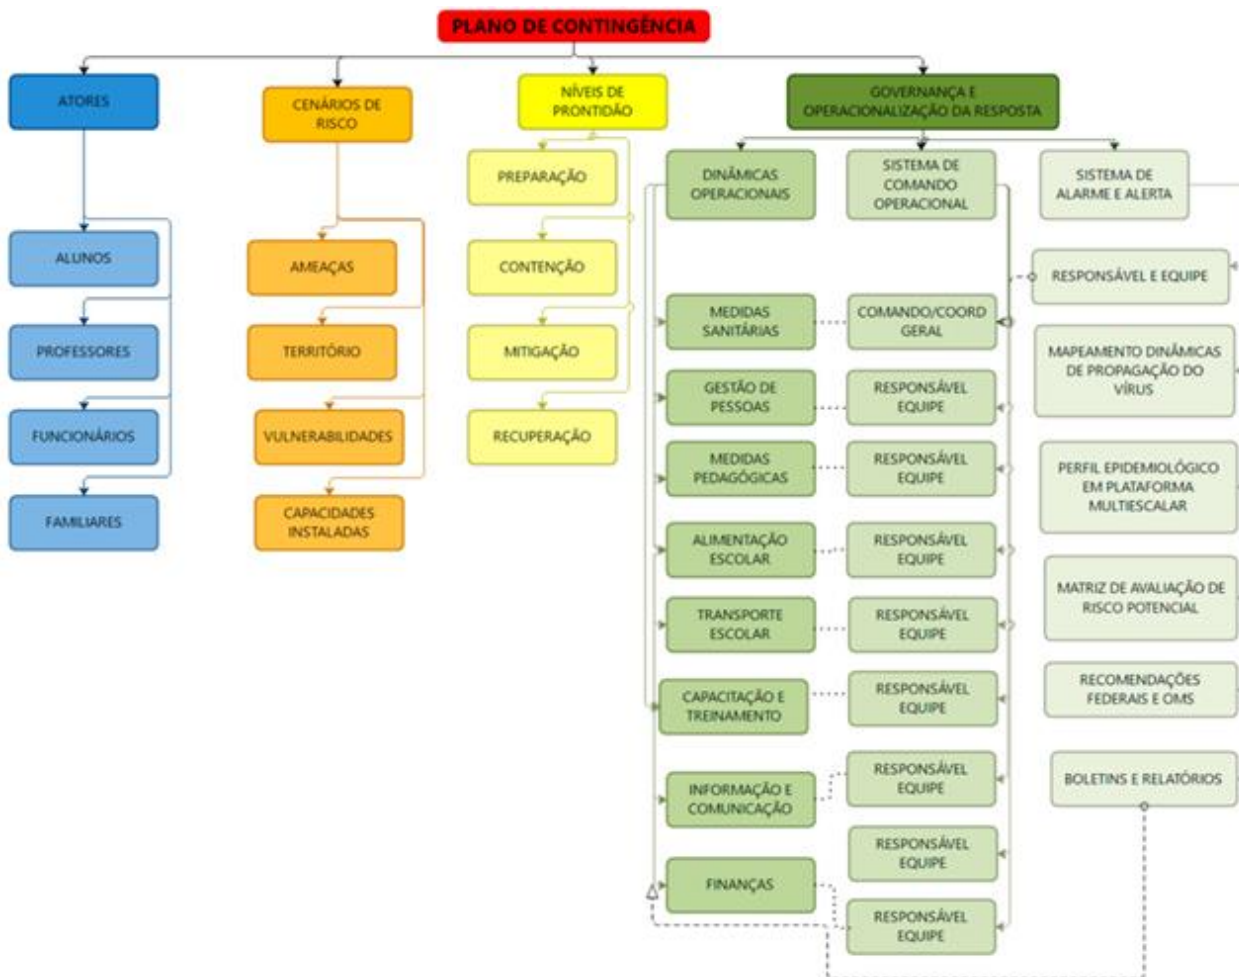 PLANO DE CONTINGÊNCIA
ATORES
ALUNOS
PROFESSORES
FUNCIONÁRIOS
FAMILIARES
CENÁRIOS DE
RISCO
AMEAÇAS
TERRITÓRIO
VULNERABILIDADES
CAPACIDADES
INSTALADAS
NÍVEIS DE
PRONTIDÃO
PREPARAÇÃO
CONTENÇÃO
MITIGAÇÃO
RECUPERAÇÃO
GOVERNANÇA E
OPERACIONALIZAÇÃO DA RESPOSTA
DINÂMICAS
OPERACIONAIS
MEDIDAS
SANITÁRIAS
GESTÃO DE
PESSOAS
MEDIDAS
PEDAGÓGICAS
ALIMENTAÇÃO
ESCOLAR
TRANSPORTE
ESCOLAR
CAPACITAÇÃO E
TREINAMENTO
INFORMAÇÃO E
COMUNICAÇÃO
FINANÇAS
SISTEMA DE
COMANDO
OPERACIONAL
COMANDO/COORD
GERAL
RESPONSÁVEL
EQUIPE
RESPONSÁVEL
EQUIPE
RESPONSÁVEL
EQUIPE
RESPONSÁVEL
EQUIPE
RESPONSÁVEL
EQUIPE
RESPONSÁVEL
EQUIPE
RESPONSÁVEL
EQUIPE
RESPONSÁVEL
EQUIPE
SISTEMA DE
ALARME E ALERTA
RESPONSÁVEL E EQUIPE
MAPEAMENTO DINÂMICAS
DE PROPAGAÇÃO DO
VÍRUS
PERFIL EPIDEMIOLÓGICO
EM PLATAFORMA
MULTIESCALAR
MATRIZ DE AVALIAÇÃO DE
RISCO POTENCIAL
RECOMENDAÇÕES
FEDERAIS E OMS
BOLETINS E RELATÓRIOS